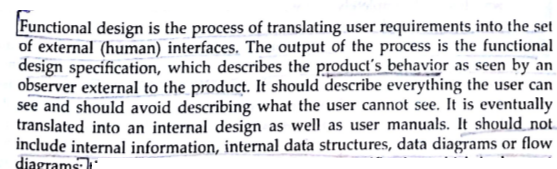 Functional design is the process of translating user requirements into the set
of external (human) interfaces. The output of the process is the functional
design specification, which describes the product's behavior as seen by an
observer external to the product. It should describe everything the user can
see and should avoid describing what the user cannot see. It is eventually
translated into an internal design as well as user manuals. It should not
include internal information, internal data structures, data diagrams or flow
diagrams.